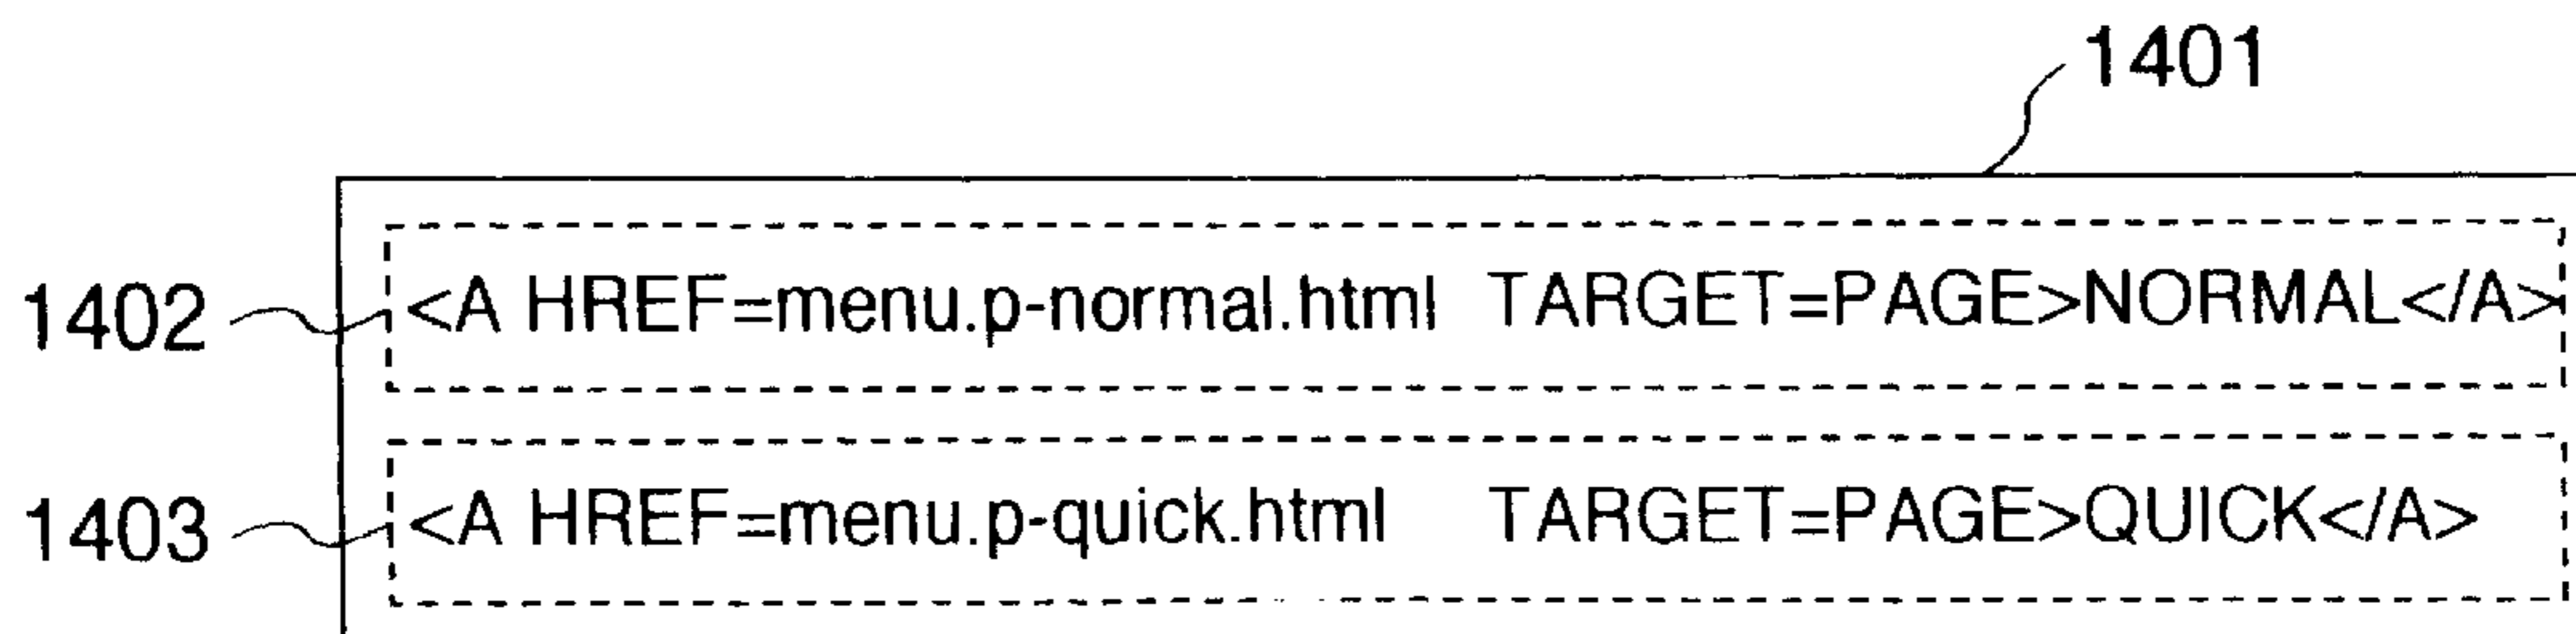 1401
1402 <A HREF=menu.p-normal.html TARGET=PAGE>NORMAL</A>
1403 <A HREF=menu.p-quick.html TARGET=PAGE>QUICK</A>